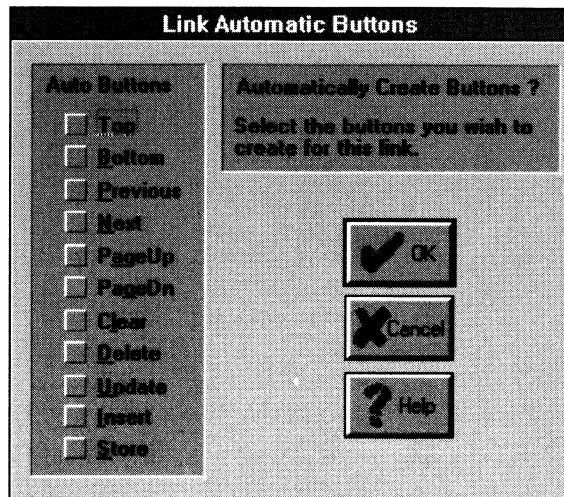 Link Automatic Buttons
Auto Buttons
Top
Bottom
Previous
Next
PageUp
PageDn
Clear
Delete
Update
Insert
Store
Automatically Create Buttons ?
Select the buttons you wish to
create for this link.
OK
Cancel
Help